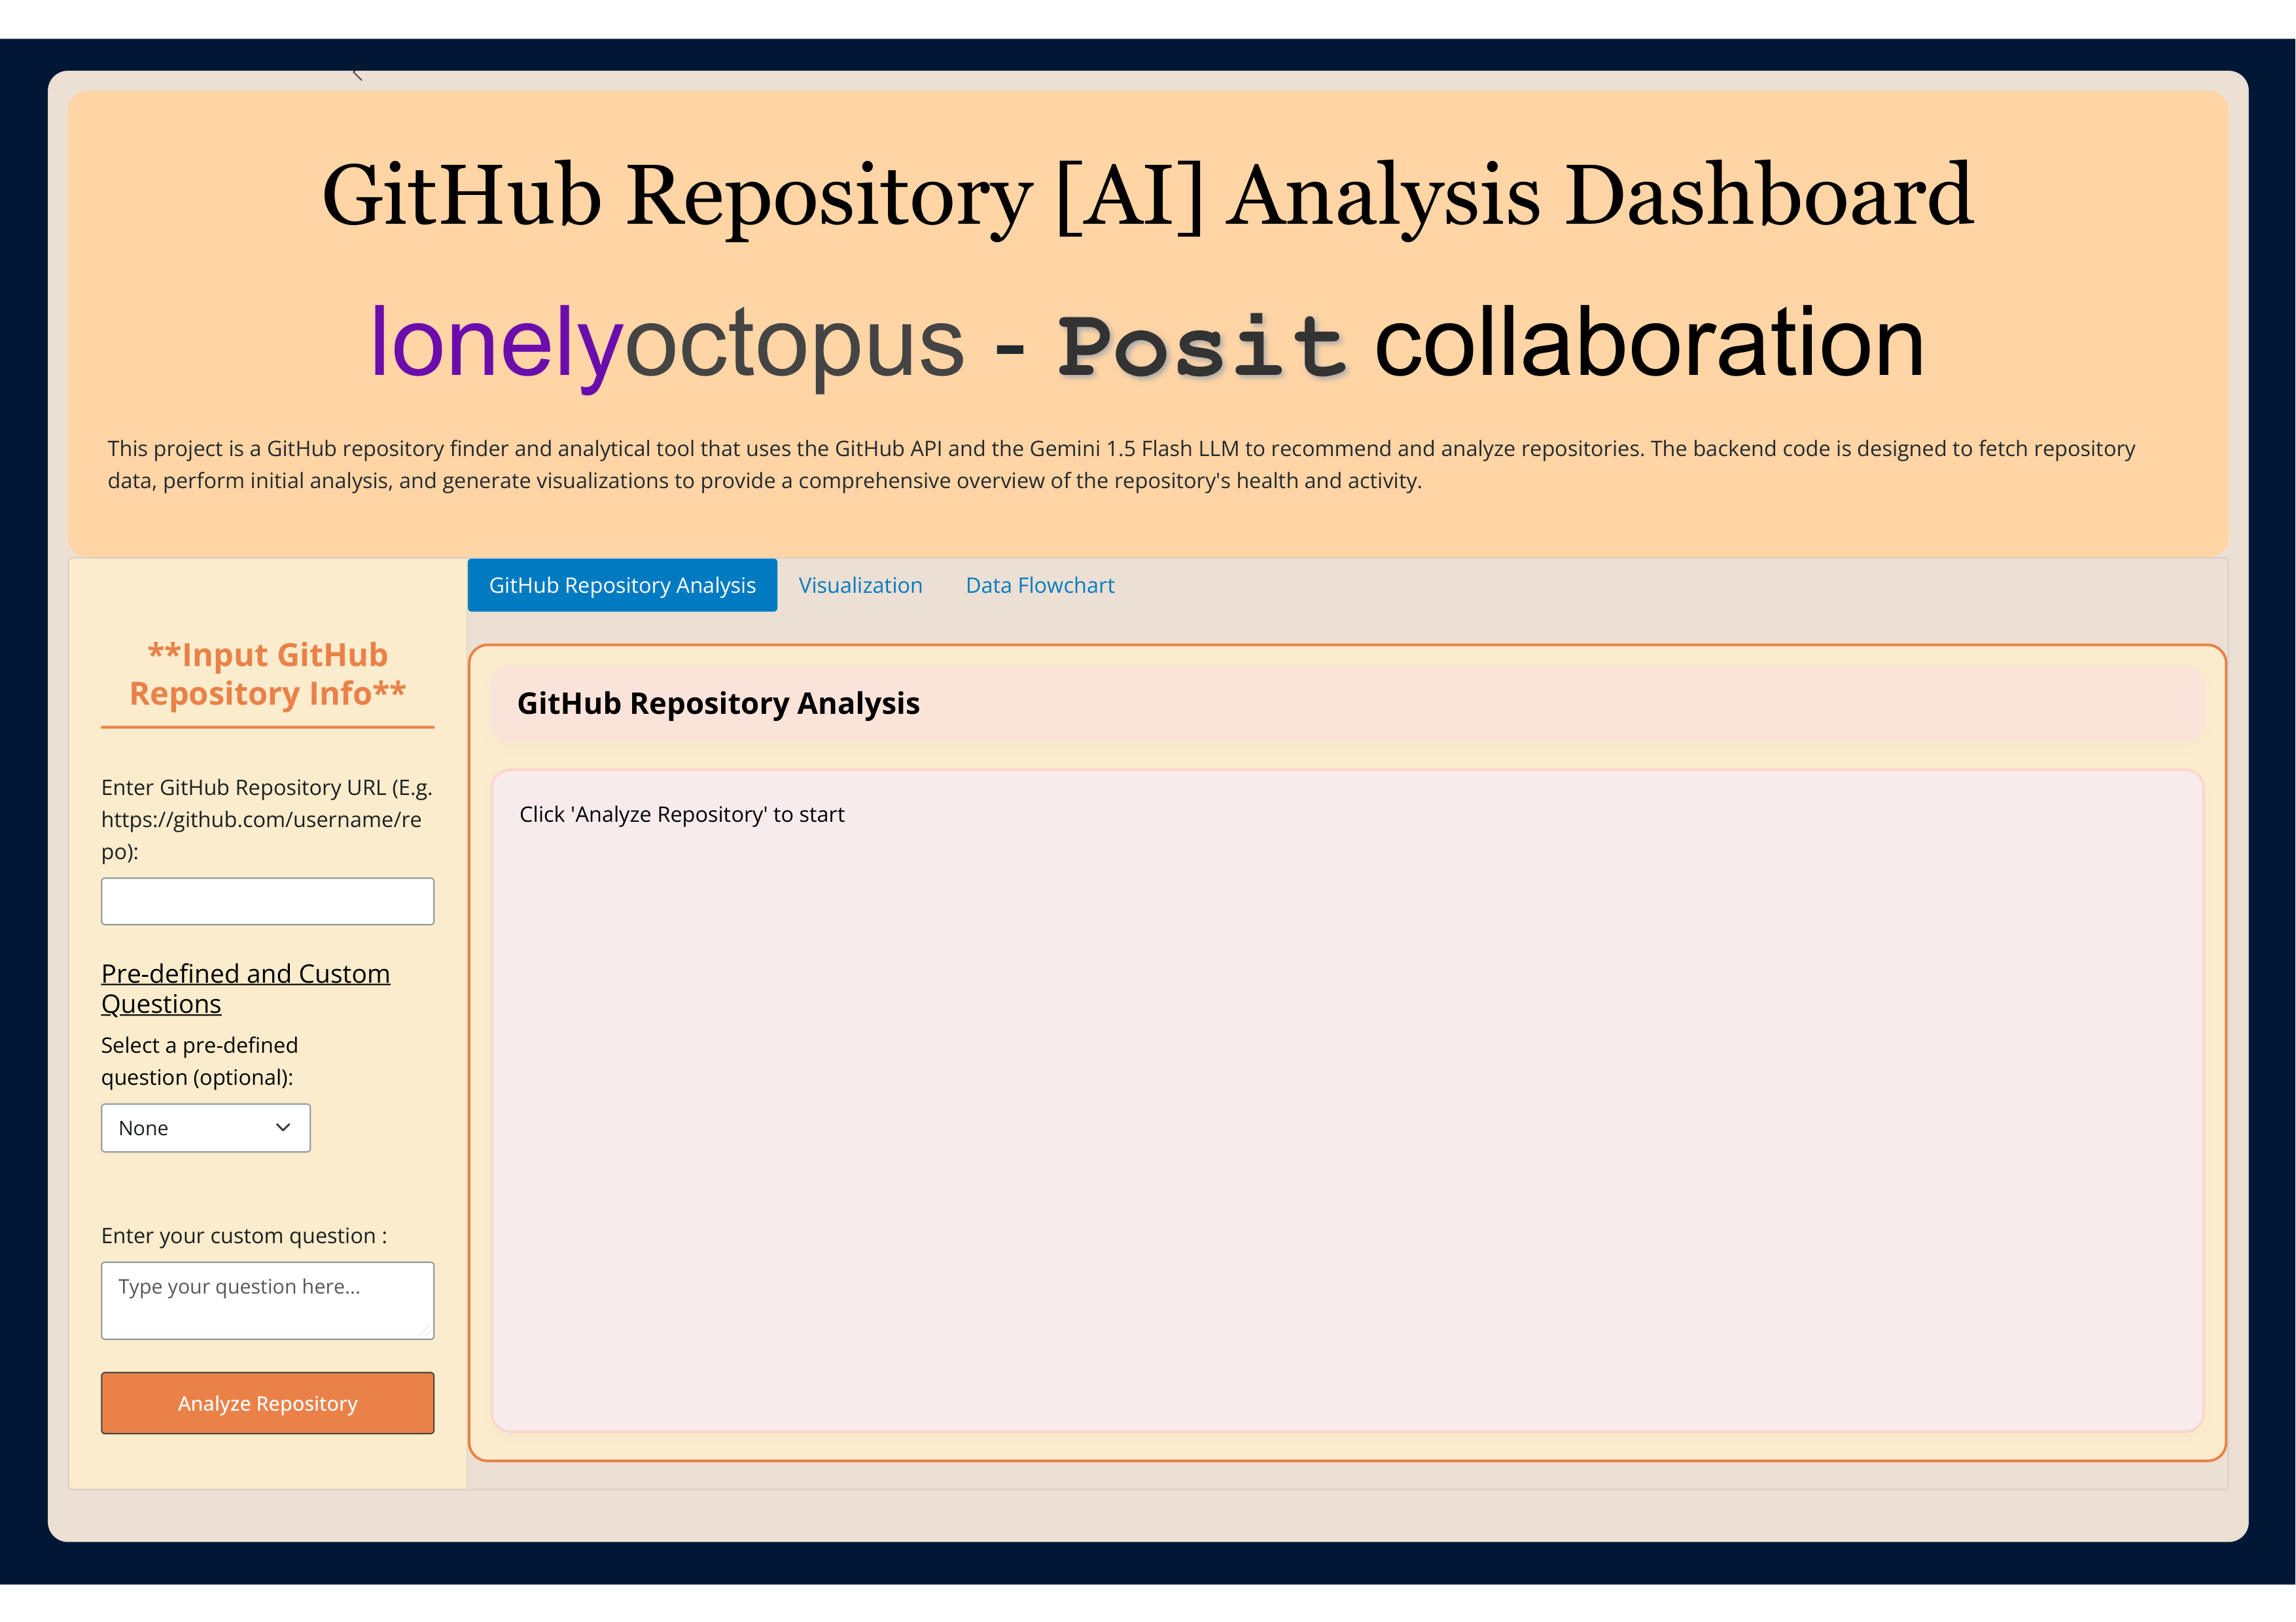 GitHub Repository [AI] Analysis Dashboard
lonelyoctopus - Posit collaboration
This project is a GitHub repository finder and analytical tool that uses the GitHub API and the Gemini 1.5 Flash LLM to recommend and analyze repositories. The backend code is designed to fetch repository
data, perform initial analysis, and generate visualizations to provide a comprehensive overview of the repository's health and activity.
**Input GitHub
Repository Info**
Enter GitHub Repository URL (E.g.
https://github.com/username/re
po):
Pre-defined and Custom
Questions
Select a pre-defined
question (optional):
None
Enter your custom question :
Type your question here...
Analyze Repository
GitHub Repository Analysis Visualization Data Flowchart
GitHub Repository Analysis
Click 'Analyze Repository' to start